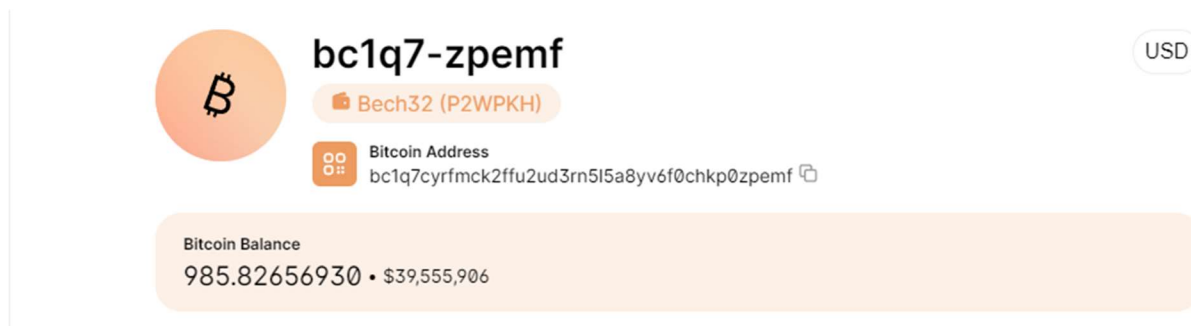 bc1q7-zpemf
USD
Bech32 (P2WPKH)
Bitcoin Address
bc1q7cyrfmck2ffu2ud3rn5l5a8yv6f0chkp0zpemf
Bitcoin Balance
985.82656930 • $39,555,906